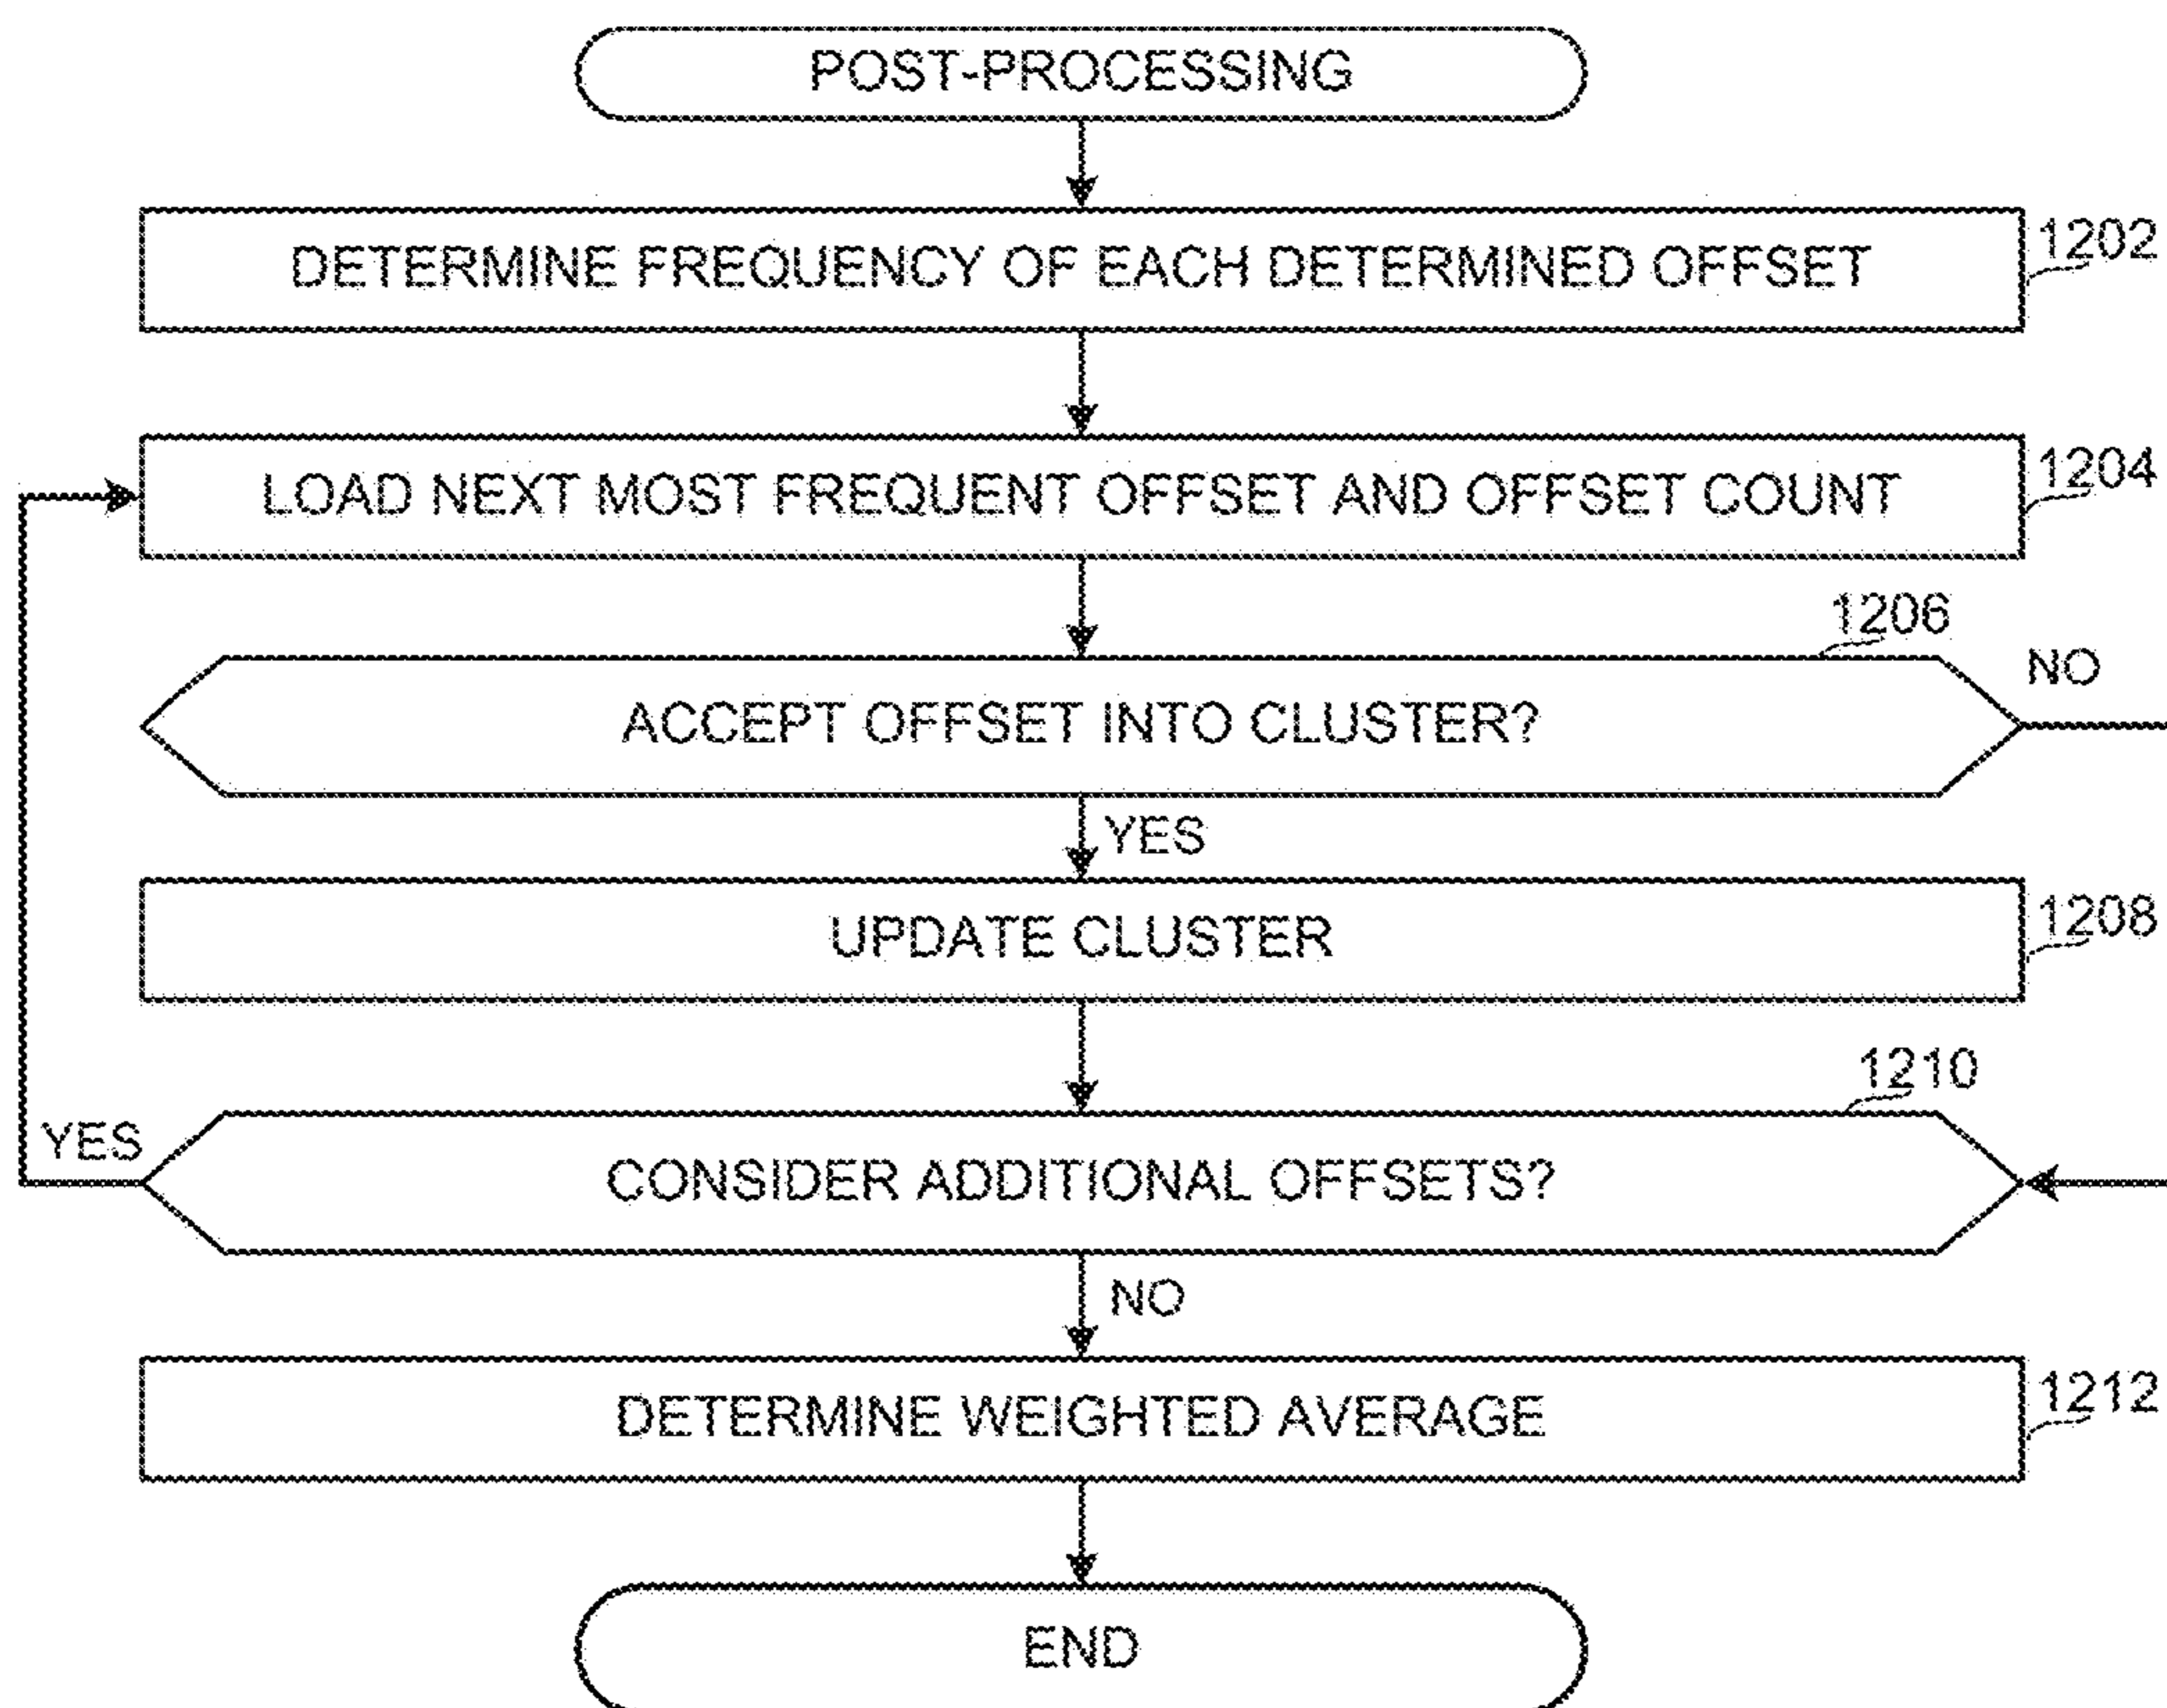 POST-PROCESSING
DETERMINE FREQUENCY OF EACH DETERMINED OFFSET
1202
LOAD NEXT MOST FREQUENT OFFSET AND OFFSET COUNT
1204
1206
ACCEPT OFFSET INTO CLUSTER?
NO
YES
UPDATE CLUSTER
1208
1210
YES
CONSIDER ADDITIONAL OFFSETS?
NO
DETERMINE WEIGHTED AVERAGE
1212
END